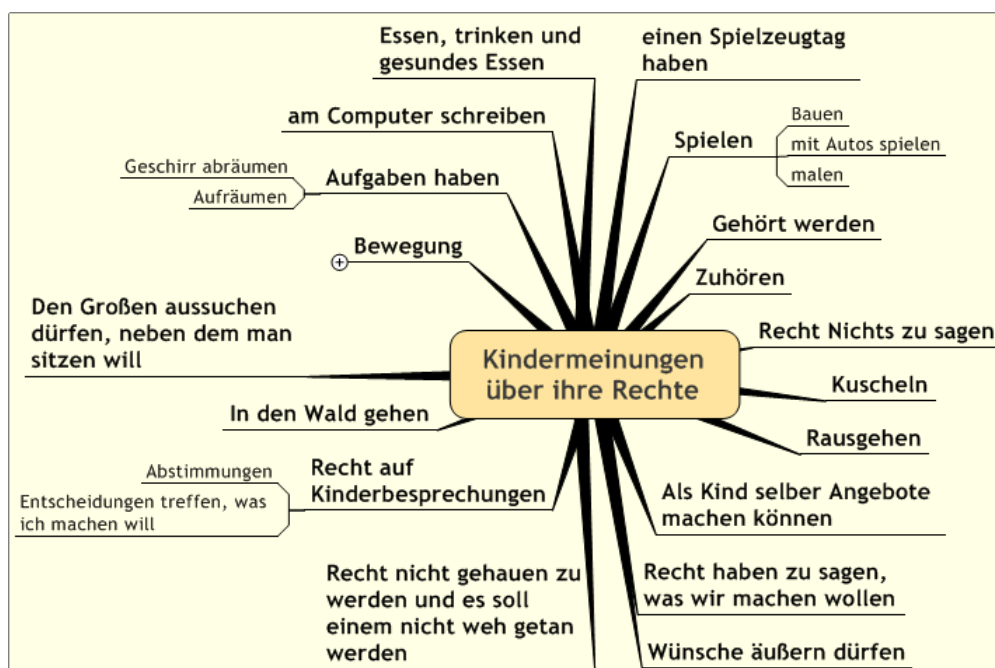 Essen, trinken und
gesundes Essen
am Computer schreiben
Geschirr abräumen
Aufräumen
Aufgaben haben
Bewegung
Den Großen aussuchen
dürfen, neben dem man
sitzen will
In den Wald gehen
Abstimmungen
Entscheidungen treffen, was
ich machen will
Recht auf
Kinderbesprechungen
Recht nicht gehauen zu
werden und es soll
einem nicht weh getan
werden
Kindermeinungen
über ihre Rechte
einen Spielzeugtag
haben
Spielen
Bauen
mit Autos spielen
malen
Gehört werden
Zuhören
Recht Nichts zu sagen
Kuscheln
Rausgehen
Als Kind selber Angebote
machen können
Recht haben zu sagen,
was wir machen wollen
Wünsche äußern dürfen